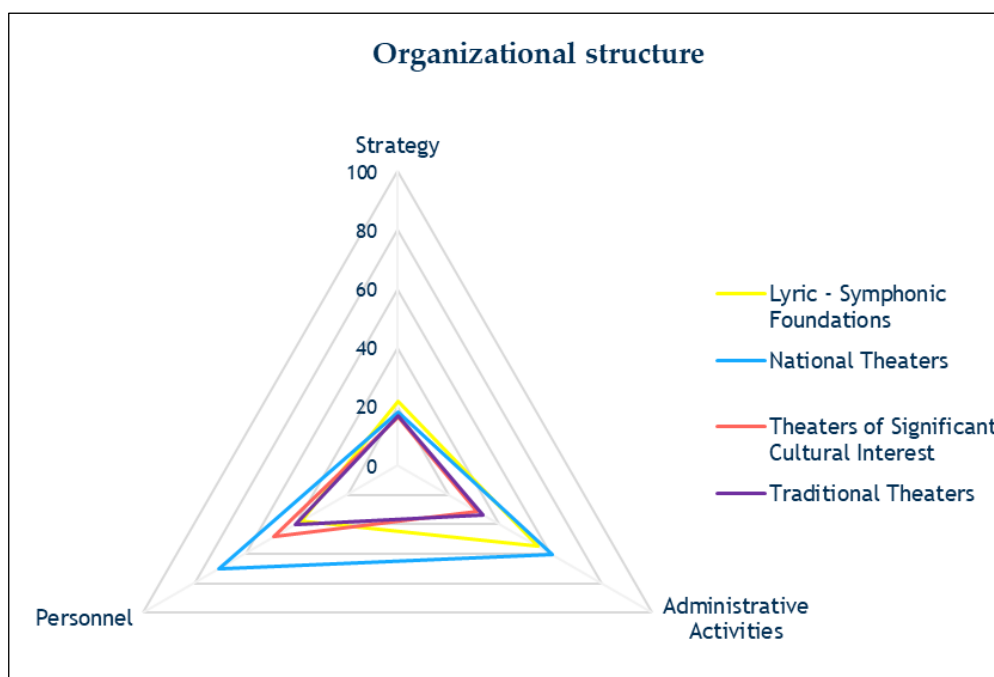 Organizational structure
Strategy
100
80
60
40
20
0
Personnel
Administrative
Activities
Lyric - Symphonic
Foundations
National Theaters
Theaters of Significant
Cultural Interest
Traditional Theaters